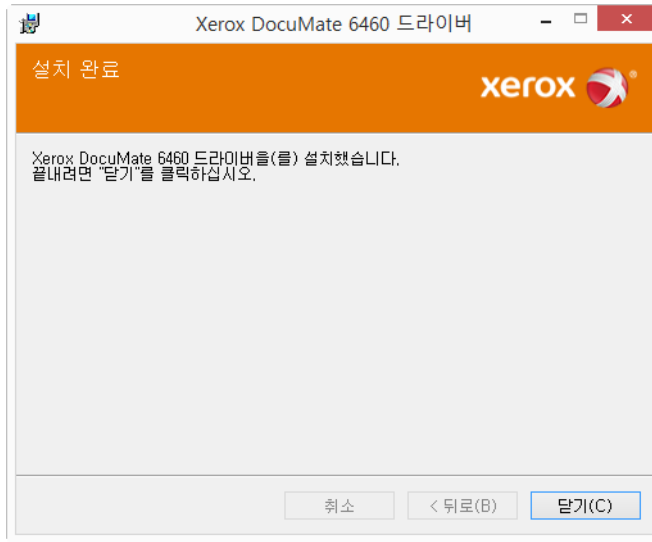 Xerox DocuMate 6460 드라이버
설치 완료
xerox
Xerox DocuMate 6460 드라이버을(를) 설치했습니다.
끝내려면 "닫기"를 클릭하십시오.
취소
< 뒤로(B)
닫기(C)